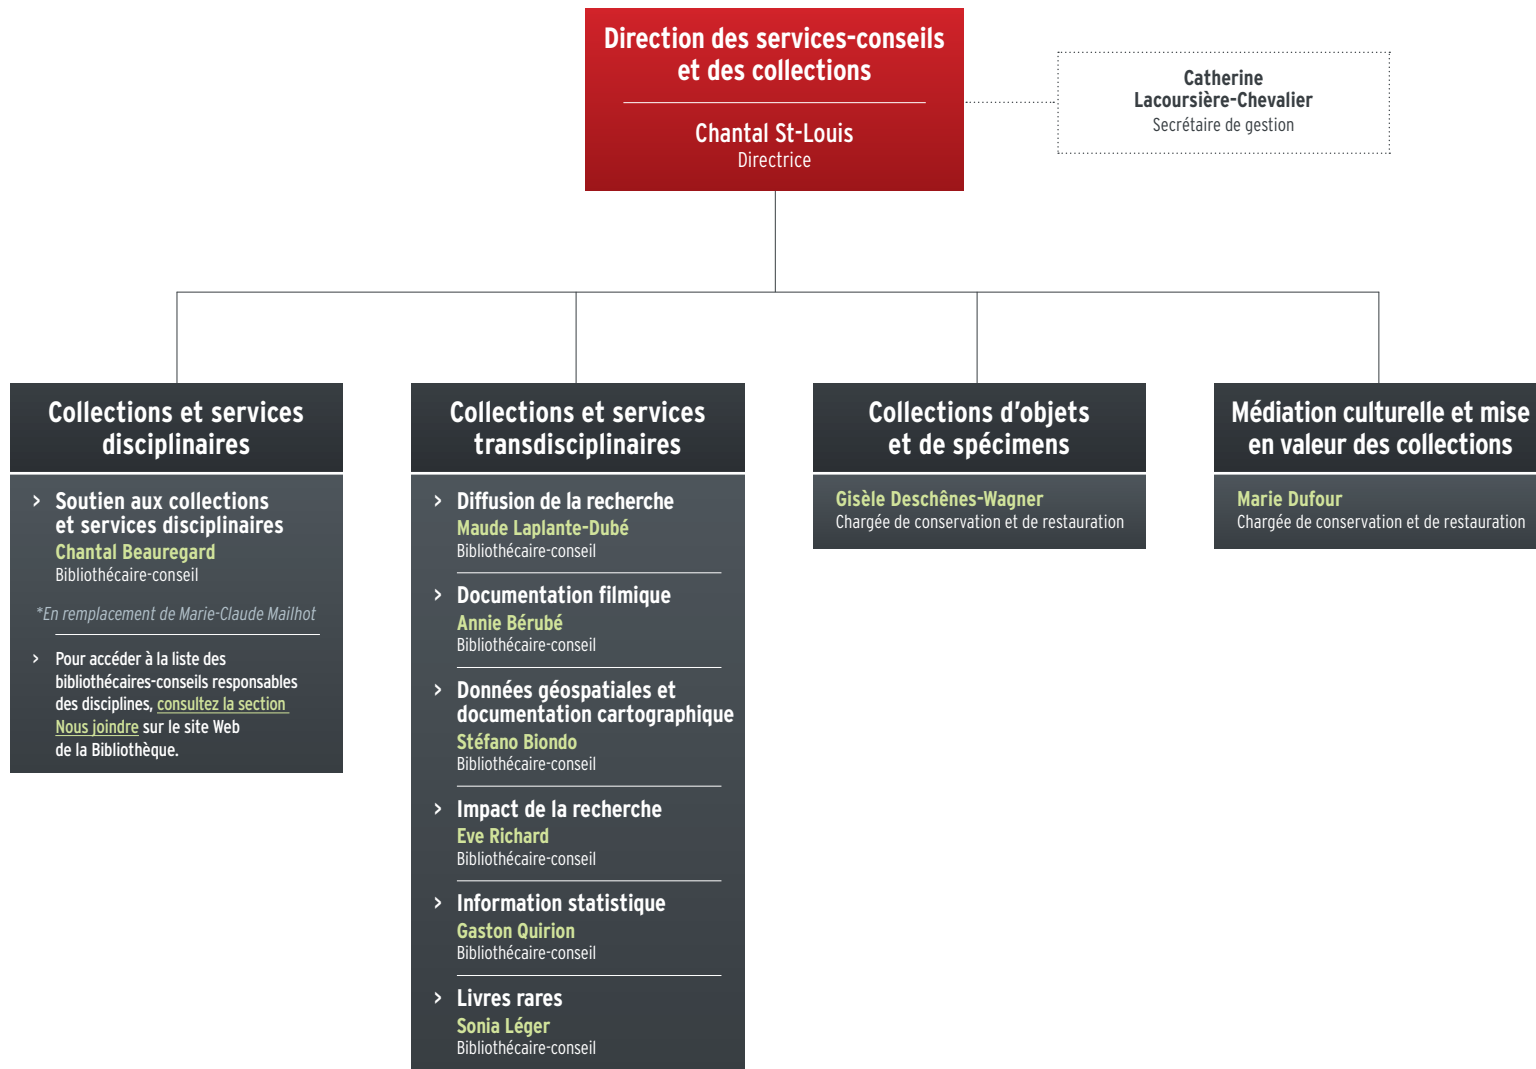 Direction des services-conseils
et des collections
Chantal St-Louis
Directrice
Catherine
Lacoursière-Chevalier
Secrétaire de gestion
Collections et services
disciplinaires
> Soutien aux collections
et services disciplinaires
Chantal Beauregard
Bibliothécaire-conseil
*En remplacement de Marie-Claude Mailhot
> Pour accéder à la liste des
bibliothécaires-conseils responsables
des disciplines, consultez la section
Nous joindre sur le site Web
de la Bibliothèque.
Collections et services
transdisciplinaires
> Diffusion de la recherche
Maude Laplante-Dubé
Bibliothécaire-conseil
> Documentation filmique
Annie Bérubé
Bibliothécaire-conseil
> Données géospatiales et
documentation cartographique
Stéfano Biondo
Bibliothécaire-conseil
> Impact de la recherche
Eve Richard
Bibliothécaire-conseil
> Information statistique
Gaston Quirion
Bibliothécaire-conseil
> Livres rares
Sonia Léger
Bibliothécaire-conseil
Collections d'objets
et de spécimens
Gisèle Deschênes-Wagner
Chargée de conservation et de restauration
Médiation culturelle et mise
en valeur des collections
Marie Dufour
Chargée de conservation et de restauration